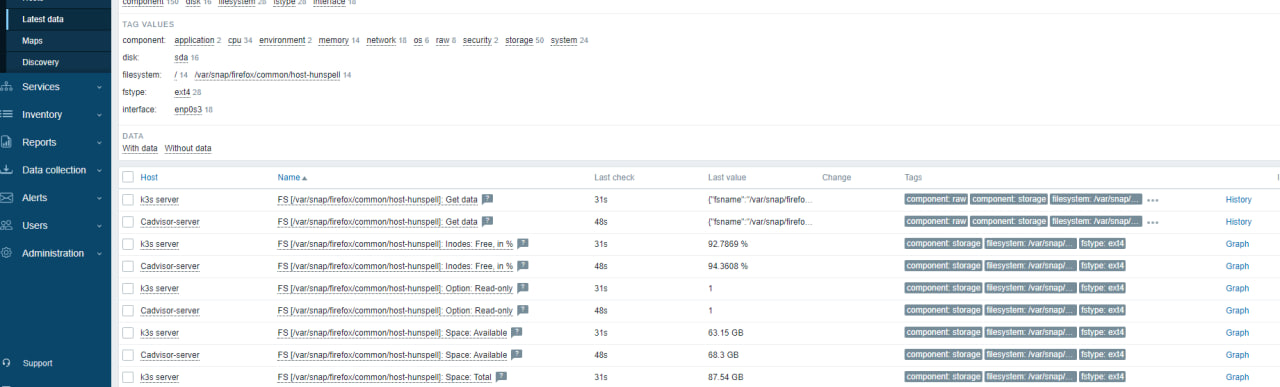 component 150 disk 16 filesystem 28 fstype 28 interface 18
Latest data
Maps
Discovery
Services
Inventory
Reports
Data collection
Alerts
Users
Administration
Support
TAG VALUES
component: application 2 cpu 34 environment 2 memory 14 network 18 os 6 raw 8 security 2 storage 50 system 24
disk: sda 16
filesystem: / 14 /var/snap/firefox/common/host-hunspell 14
fstype: ext4 28
interface: enp0s3 18
DATA
With data Without data
Host Name Last check Last value Change Tags
k3s server FS [/var/snap/firefox/common/host-hunspell]: Get data ? 31s {"fsname":"/var/snap/firefo... component: raw component: storage filesystem: /var/snap/... ••• History
Cadvisor-server FS [/var/snap/firefox/common/host-hunspell]: Get data ? 48s {"fsname":"/var/snap/firefo... component: raw component: storage filesystem: /var/snap/... ••• History
k3s server FS [/var/snap/firefox/common/host-hunspell]: Inodes: Free, in % ? 31s 92.7869 % component: storage filesystem: /var/snap/... fstype: ext4 Graph
Cadvisor-server FS [/var/snap/firefox/common/host-hunspell]: Inodes: Free, in % ? 48s 94.3608 % component: storage filesystem: /var/snap/... fstype: ext4 Graph
k3s server FS [/var/snap/firefox/common/host-hunspell]: Option: Read-only ? 31s 1 component: storage filesystem: /var/snap/... fstype: ext4 Graph
Cadvisor-server FS [/var/snap/firefox/common/host-hunspell]: Option: Read-only ? 48s 1 component: storage filesystem: /var/snap/... fstype: ext4 Graph
k3s server FS [/var/snap/firefox/common/host-hunspell]: Space: Available ? 31s 63.15 GB component: storage filesystem: /var/snap/... fstype: ext4 Graph
Cadvisor-server FS [/var/snap/firefox/common/host-hunspell]: Space: Available ? 48s 68.3 GB component: storage filesystem: /var/snap/... fstype: ext4 Graph
k3s server FS [/var/snap/firefox/common/host-hunspell]: Space: Total ? 31s 87.54 GB component: storage filesystem: /var/snap/... fstype: ext4 Graph